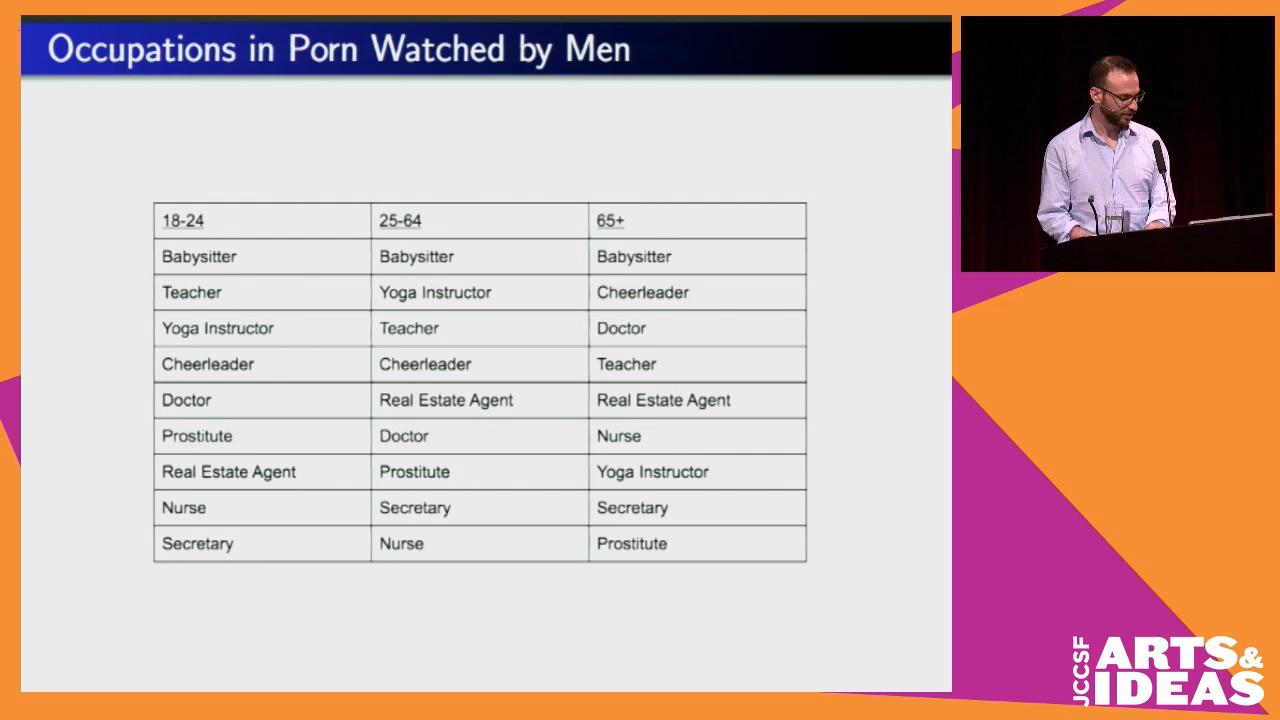 Occupations in Porn Watched by Men
18-24 25-64 65+
Babysitter Babysitter Babysitter
Teacher Yoga Instructor Cheerleader
Yoga Instructor Teacher Doctor
Cheerleader Cheerleader Teacher
Doctor Real Estate Agent Real Estate Agent
Prostitute Doctor Nurse
Real Estate Agent Prostitute Yoga Instructor
Nurse Secretary Secretary
Secretary Nurse Prostitute
JCCSF
ARTS&
IDEAS